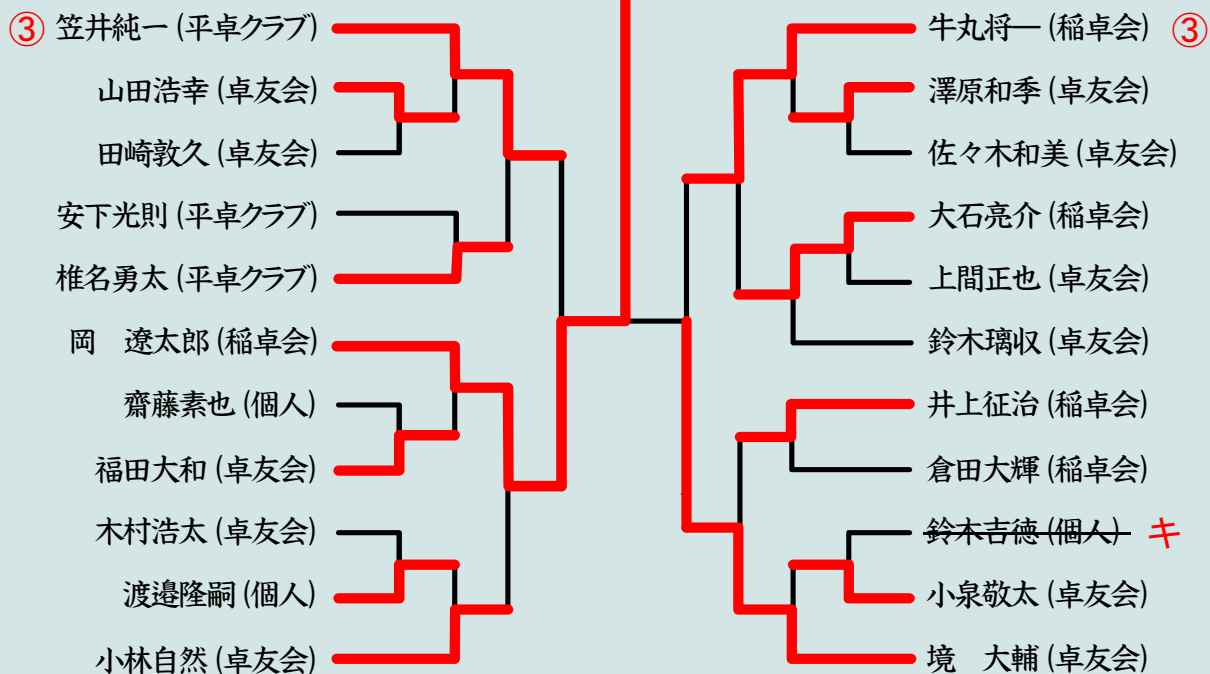 ③ 笠井純一 (平卓クラブ)
山田浩幸 (卓友会)
田崎敦久 (卓友会)
安下光則 (平卓クラブ)
椎名勇太 (平卓クラブ)
岡　遼太郎 (稲卓会)
齋藤素也 (個人)
福田大和 (卓友会)
木村浩太 (卓友会)
渡邉隆嗣 (個人)
小林自然 (卓友会)
牛丸将一 (稲卓会) ③
澤原和季 (卓友会)
佐々木和美 (卓友会)
大石亮介 (稲卓会)
上間正也 (卓友会)
鈴木璃収 (卓友会)
井上征治 (稲卓会)
倉田大輝 (稲卓会)
鈴木吉徳 (個人) キ
小泉敬太 (卓友会)
境　大輔 (卓友会)